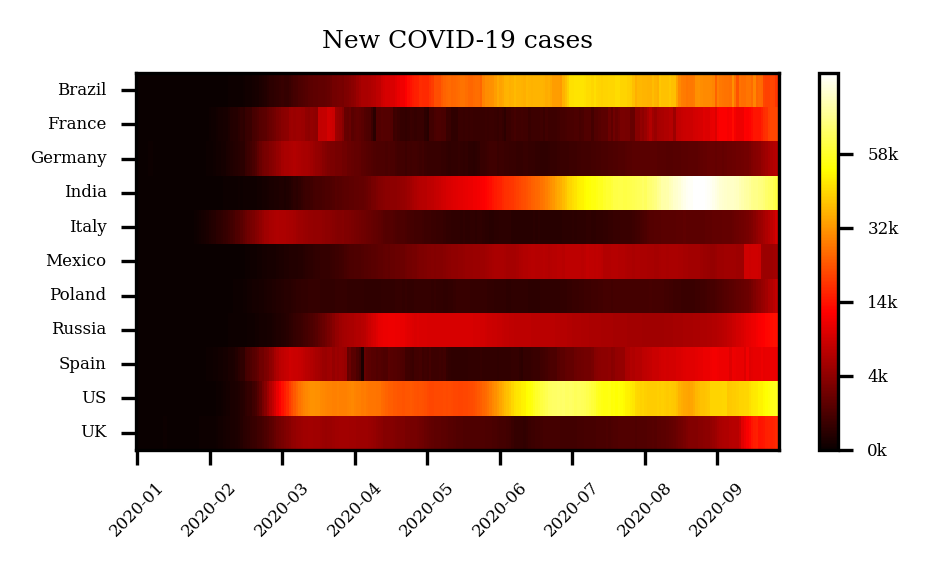 New COVID-19 cases
Brazil
France
Germany
India
Italy
Mexico
Poland
Russia
Spain
US
UK
58k
32k
14k
4k
0k
2020-01
2020-02
2020-03
2020-04
2020-05
2020-06
2020-07
2020-08
2020-09